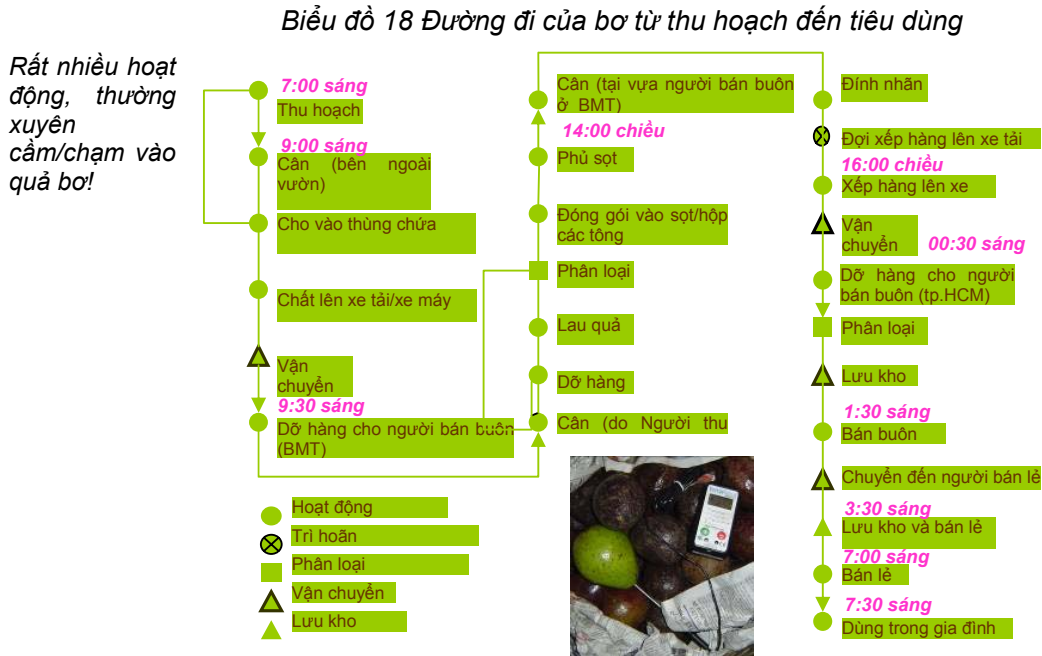 Biểu đồ 18 Đường đi của bơ từ thu hoạch đến tiêu dùng
Rất nhiều hoạt
động, thường
xuyên
cầm/chạm vào
quả bơ!
7:00 sáng
Thu hoạch
9:00 sáng
Cân (bên ngoài
vườn)
Cho vào thùng chứa
Chất lên xe tải/xe máy
Vận
chuyển
9:30 sáng
Dỡ hàng cho người bán buôn
(BMT)
Cân (tại vựa người bán buôn
ở BMT)
14:00 chiều
Phủ sọt
Đóng gói vào sọt/hộp
các tông
Phân loại
Lau quả
Dỡ hàng
Cân (do Người thu
Đính nhãn
Đợi xếp hàng lên xe tải
16:00 chiều
Xếp hàng lên xe
Vận
chuyển
00:30 sáng
Dỡ hàng cho người
bán buôn (tp.HCM)
Phân loại
Lưu kho
1:30 sáng
Bán buôn
Chuyển đến người bán lẻ
3:30 sáng
Lưu kho và bán lẻ
7:00 sáng
Bán lẻ
7:30 sáng
Dùng trong gia đình
Hoạt động
Trì hoãn
Phân loại
Vận chuyển
Lưu kho